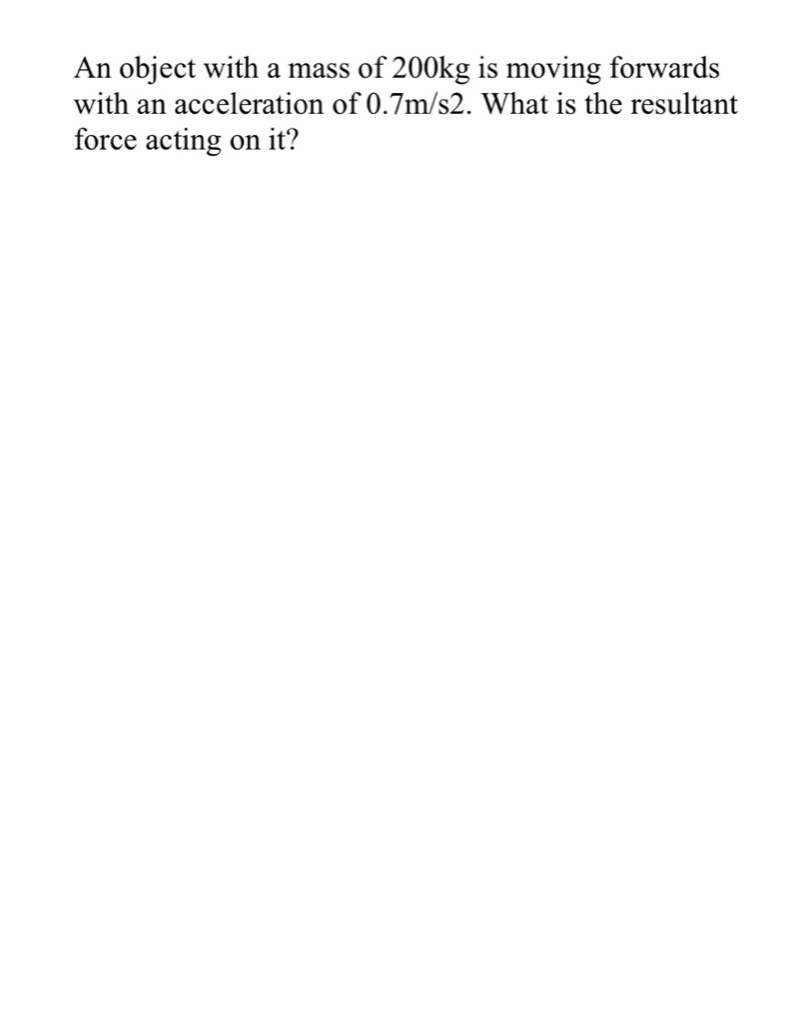 An object with a mass of 200kg is moving forwards
with an acceleration of 0.7m/s2. What is the resultant
force acting on it?